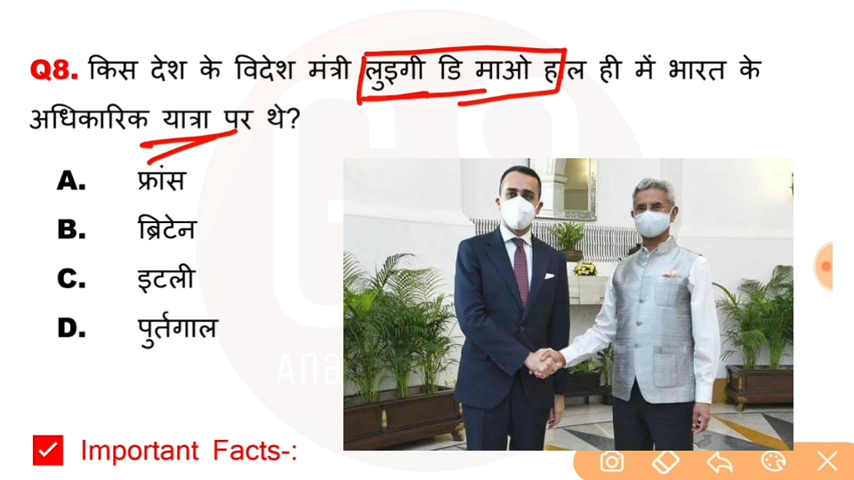 Q8. किस देश के विदेश मंत्री लुइगी डि माओ हाल ही में भारत के
अधिकारिक यात्रा पर थे?
A. फ्रांस
B. ब्रिटेन
C. इटली
D. पुर्तगाल
Important Facts-: